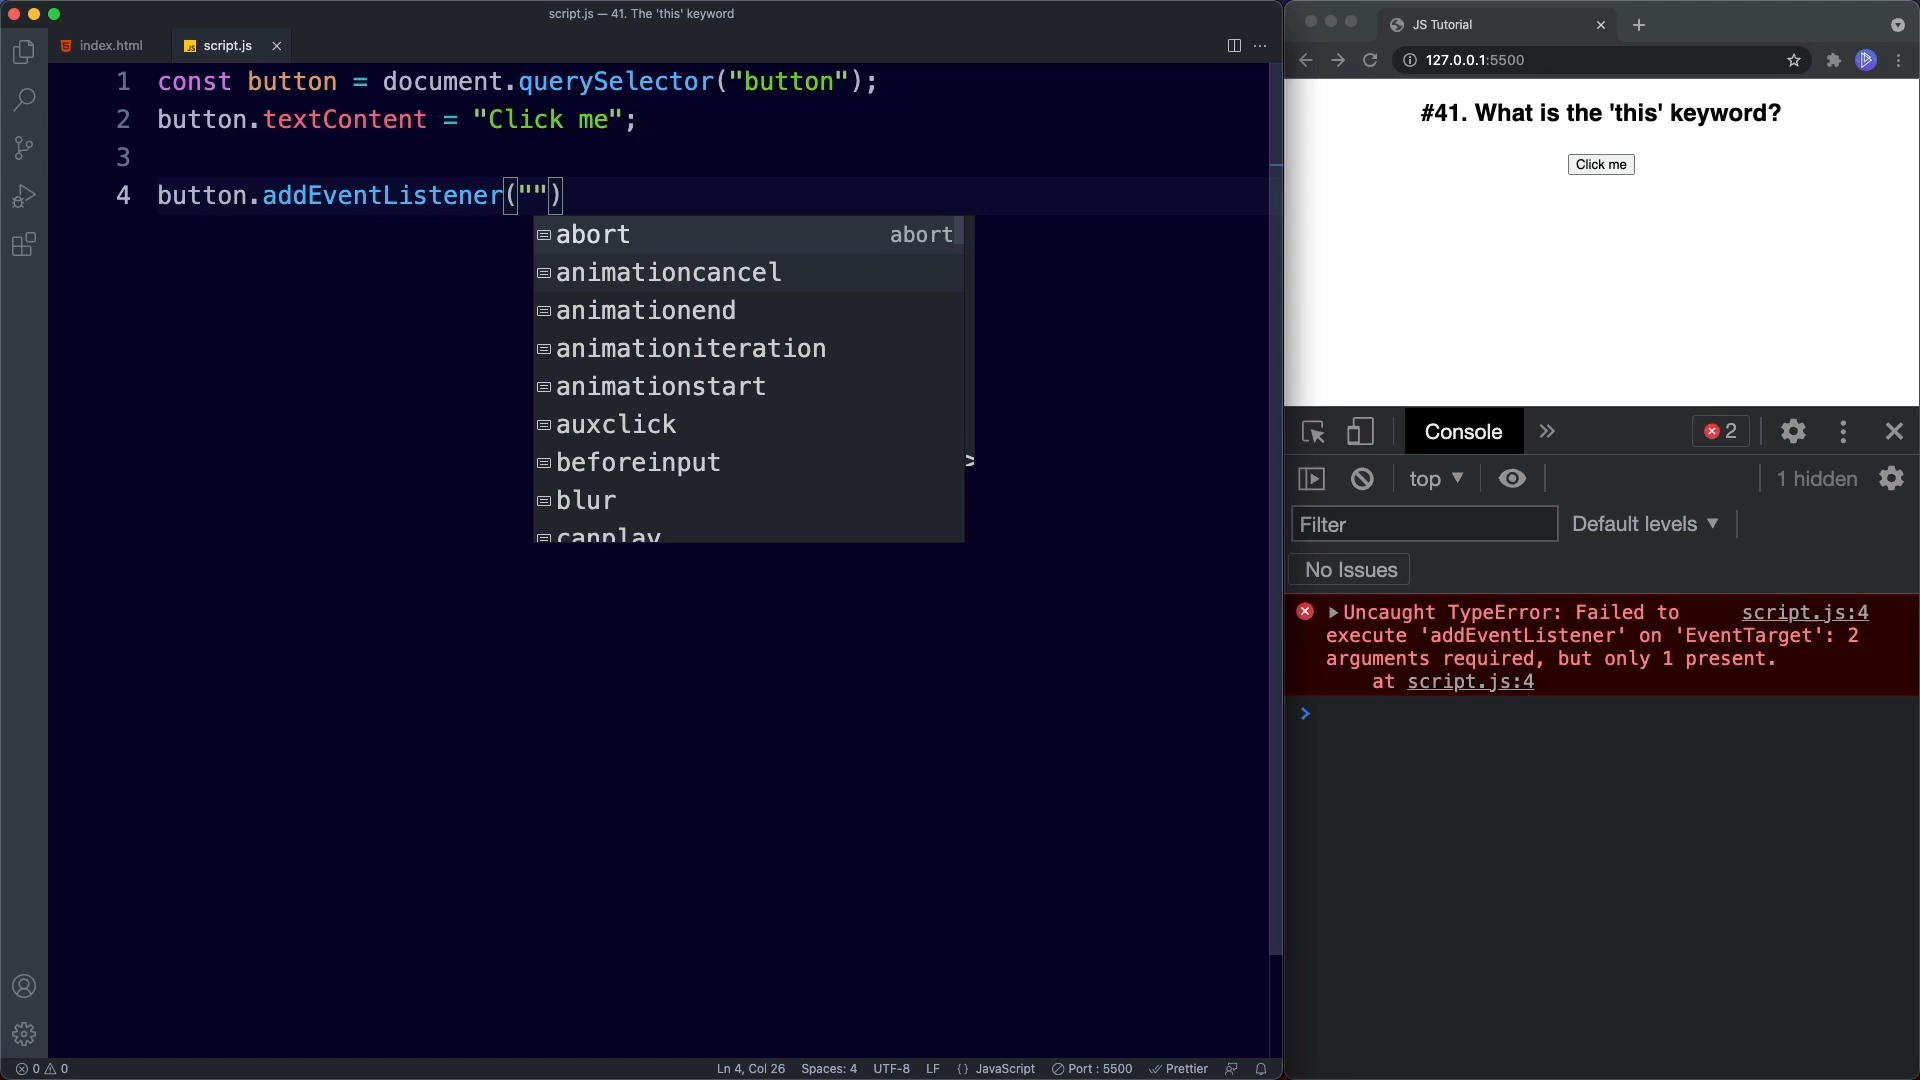 script.js — 41. The 'this' keyword
index.html
JS script.js
1 const button = document.querySelector("button");
2 button.textContent = "Click me";
3
4 button.addEventListener("")
abort abort
animationcancel
animationend
animationiteration
animationstart
auxclick
beforeinput
>
blur
canplay
0 0
Ln 4, Col 26 Spaces: 4 UTF-8 LF {} JavaScript Port : 5500 Prettier
JS Tutorial
127.0.0.1:5500
#41. What is the 'this' keyword?
Click me
Console 2
top 1 hidden
Filter Default levels
No Issues
Uncaught TypeError: Failed to script.js:4
execute 'addEventListener' on 'EventTarget': 2
arguments required, but only 1 present.
at script.js:4